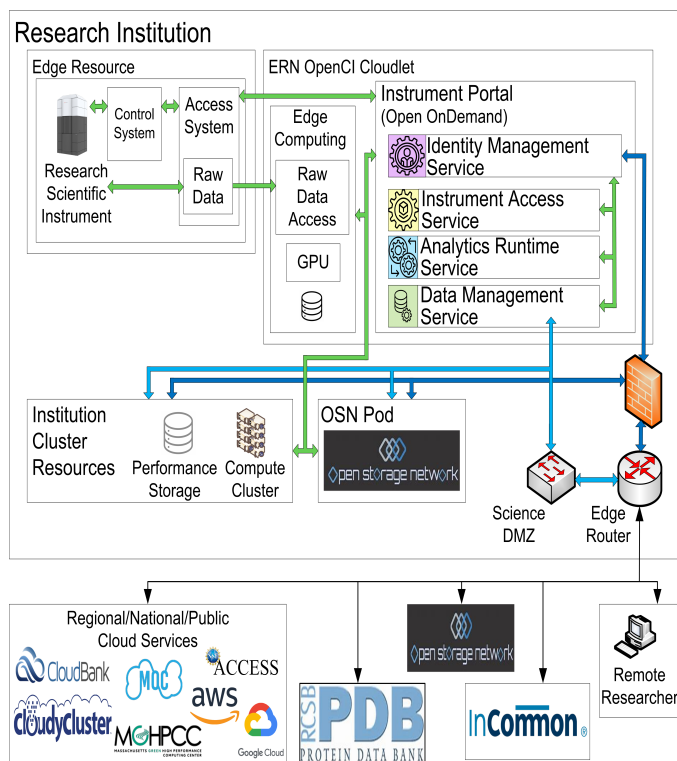 Research Institution
Edge Resource
Control
System
Access
System
Research
Scientific
Instrument
Raw
Data
ERN OpenCI Cloudlet
Edge
Computing
Raw
Data
Access
GPU
Instrument Portal
(Open OnDemand)
Identity Management
Service
Instrument Access
Service
Analytics Runtime
Service
Data Management
Service
Institution
Cluster
Resources
Performance
Storage
Compute
Cluster
OSN Pod
Open storage network
Science
DMZ
Edge
Router
Regional/National/Public
Cloud Services
CloudBank
MOC
NSF
ACCESS
cloudycluster
aws
MGHPCC
MASSACHUSETTS GREEN HIGH PERFORMANCE
COMPUTING CENTER
Google Cloud
RCSB
PDB
PROTEIN DATA BANK
Open storage network
InCommon®
Remote
Researcher